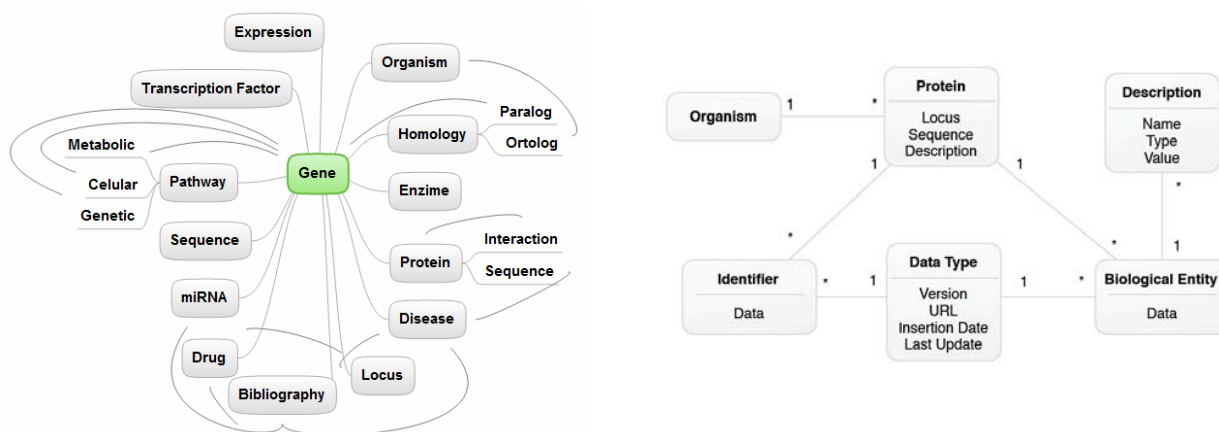 Expression
Organism
Transcription Factor
Paralog
Homology
Ortolog
Metabolic
Gene
Pathway
Celular
Enzime
Genetic
Sequence
Interaction
Protein
Sequence
miRNA
Disease
Drug
Locus
Bibliography
Protein
Locus
Sequence
Description
Organism
1
*
Description
Name
Type
Value
1
1
*
*
*
1
Identifier
Data
*
1
Data Type
Version
URL
Insertion Date
Last Update
1
*
Biological Entity
Data